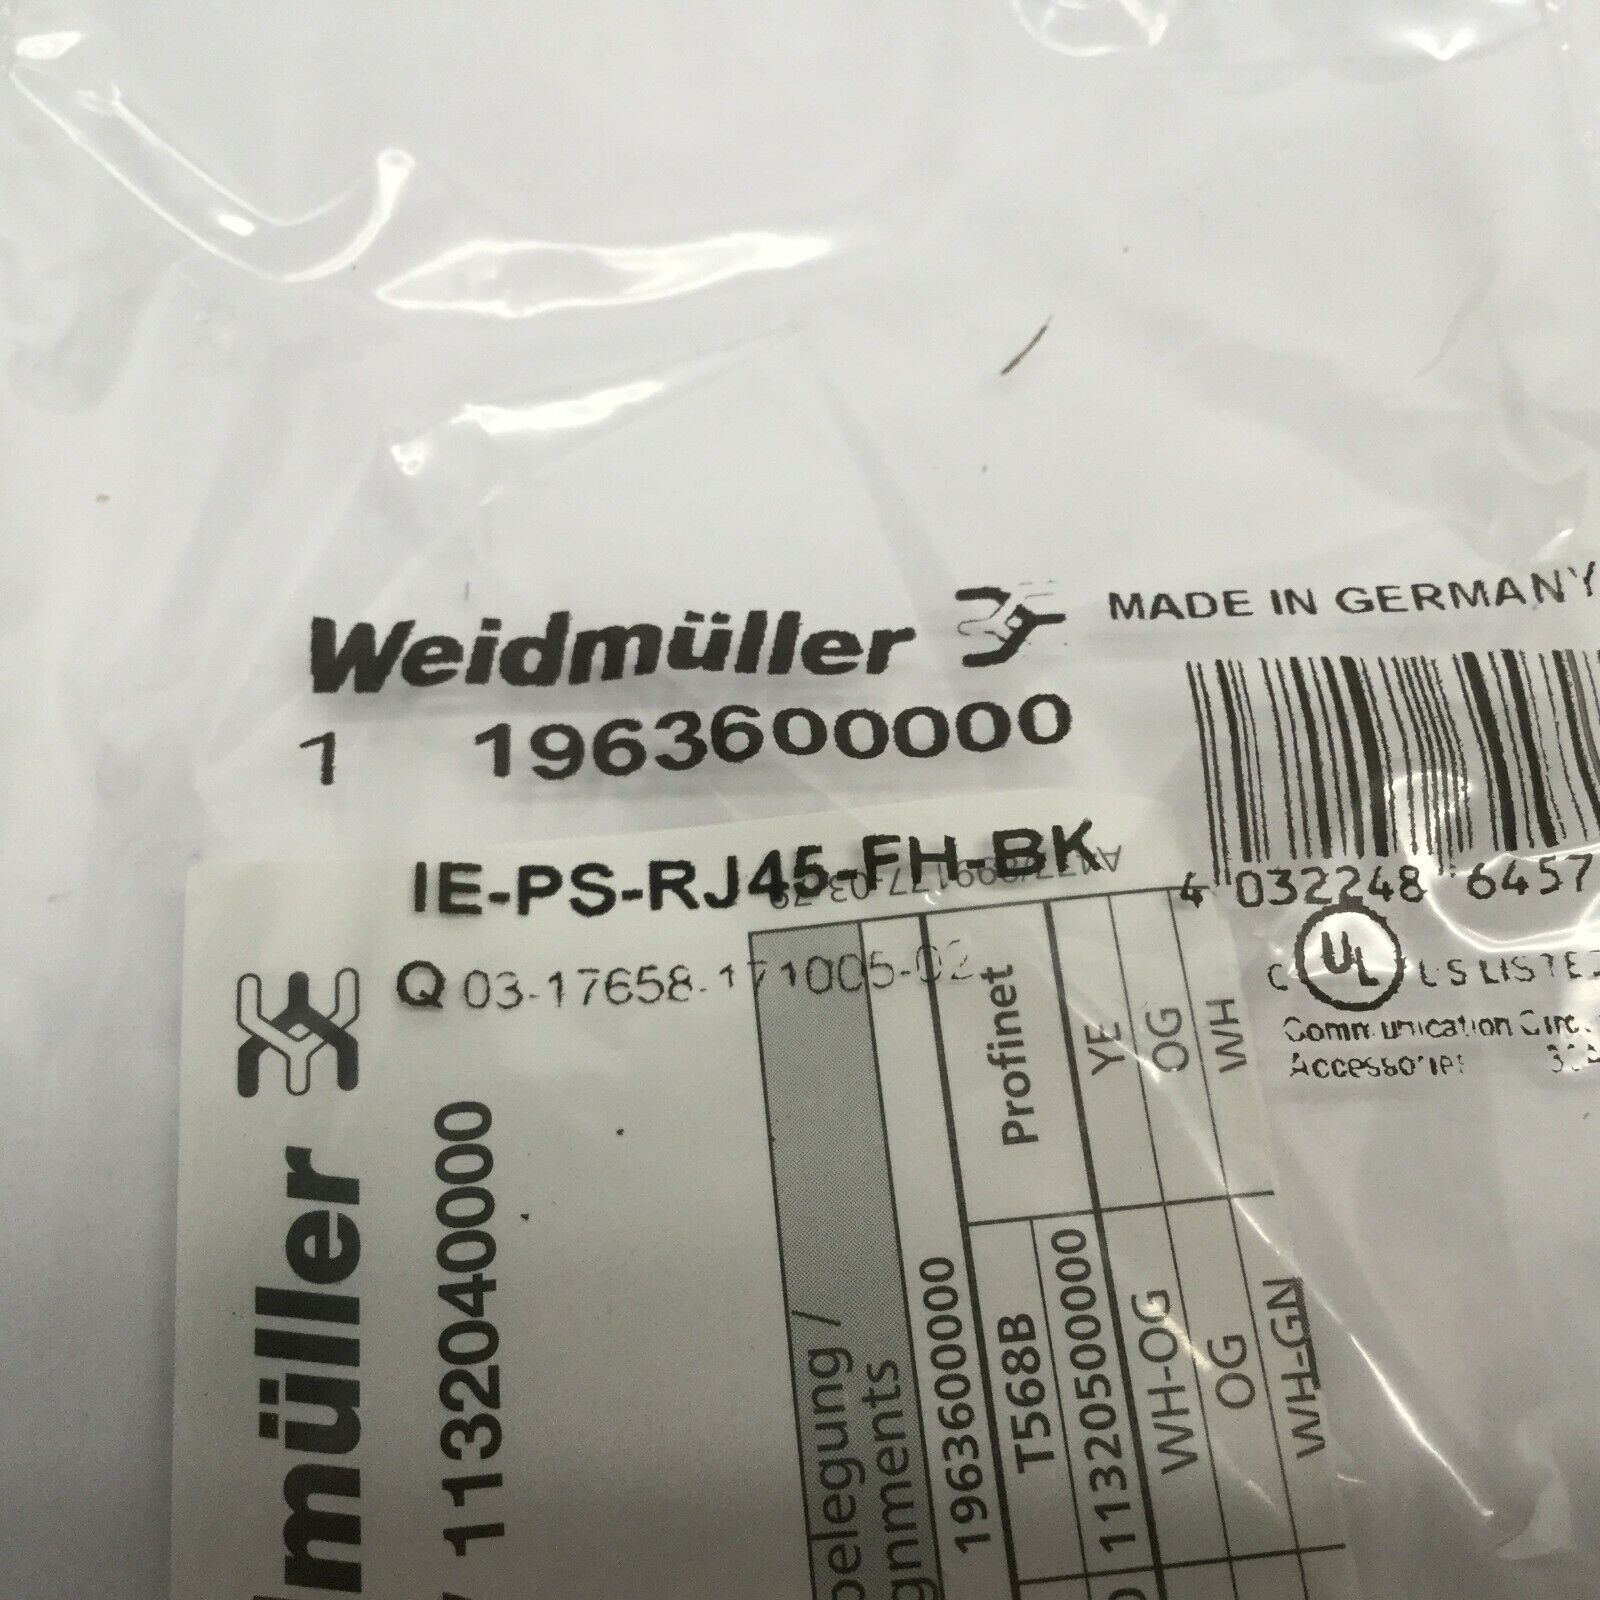 Weidmüller
MADE IN GERMANY
1 1963600000
IE-PS-RJ45-FH-BK
4 032248 6457
Q 03-17658-171005-02
C UL US LISTED
Communication Circ.
Accessories
müller
1132040000
belegung /
gnments
1963600000
Profinet
T568B
1132050000
YE
OG
WH
WH-OG
OG
WH-GN